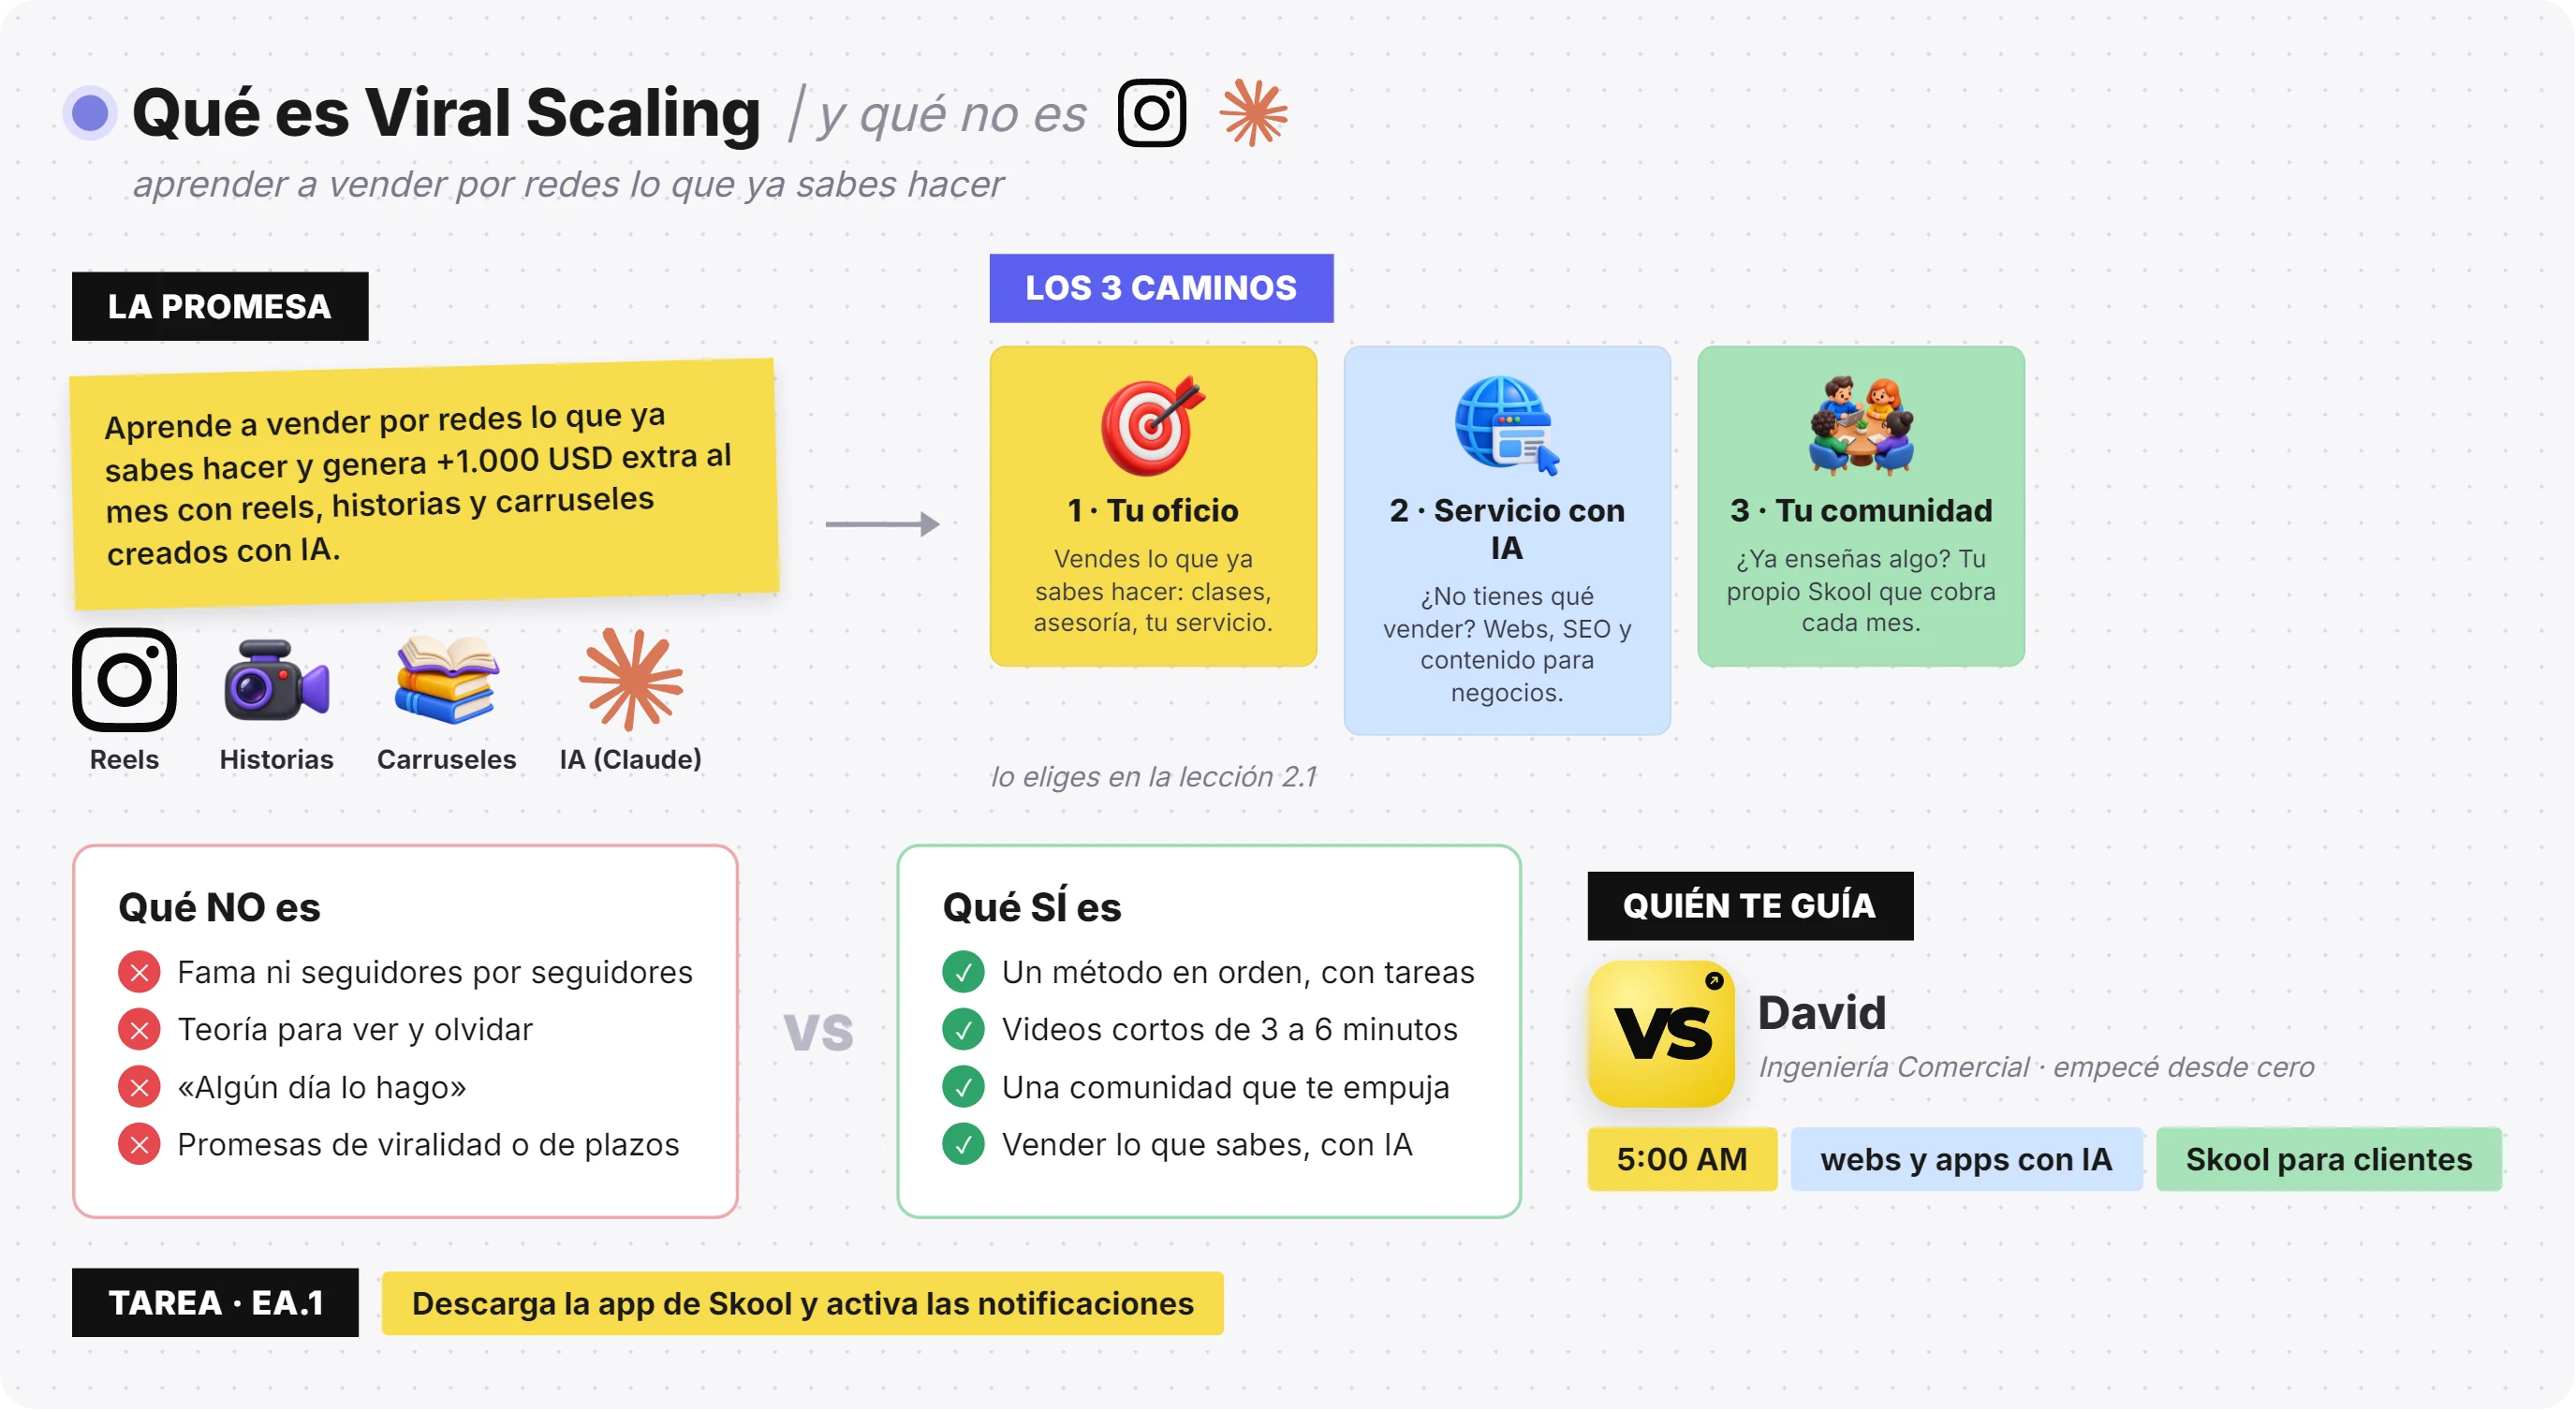 Qué es Viral Scaling | y qué no es
aprender a vender por redes lo que ya sabes hacer
LA PROMESA
Aprende a vender por redes lo que ya
sabes hacer y genera +1.000 USD extra al
mes con reels, historias y carruseles
creados con IA.
Reels
Historias
Carruseles
IA (Claude)
LOS 3 CAMINOS
1 · Tu oficio
Vendes lo que ya
sabes hacer: clases,
asesoría, tu servicio.
2 · Servicio con
IA
¿No tienes qué
vender? Webs, SEO y
contenido para
negocios.
3 · Tu comunidad
¿Ya enseñas algo? Tu
propio Skool que cobra
cada mes.
lo eliges en la lección 2.1
Qué NO es
Fama ni seguidores por seguidores
Teoría para ver y olvidar
«Algún día lo hago»
Promesas de viralidad o de plazos
VS
Qué SÍ es
Un método en orden, con tareas
Videos cortos de 3 a 6 minutos
Una comunidad que te empuja
Vender lo que sabes, con IA
QUIÉN TE GUÍA
VS
David
Ingeniería Comercial · empecé desde cero
5:00 AM
webs y apps con IA
Skool para clientes
TAREA · EA.1
Descarga la app de Skool y activa las notificaciones